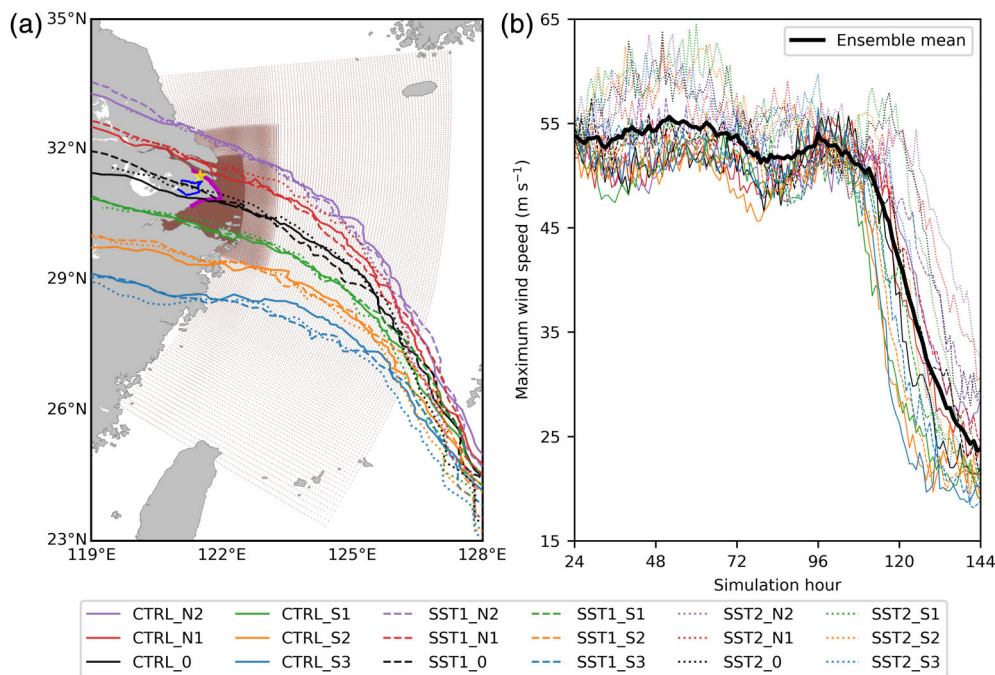 (a)
35°N
32°N
29°N
26°N
23°N
119°E 122°E 125°E 128°E
(b)
Ensemble mean
Maximum wind speed (m s⁻¹)
65
55
45
35
25
15
24 48 72 96 120 144
Simulation hour
CTRL_N2 CTRL_S1 SST1_N2 SST1_S1 SST2_N2 SST2_S1
CTRL_N1 CTRL_S2 SST1_N1 SST1_S2 SST2_N1 SST2_S2
CTRL_0 CTRL_S3 SST1_0 SST1_S3 SST2_0 SST2_S3